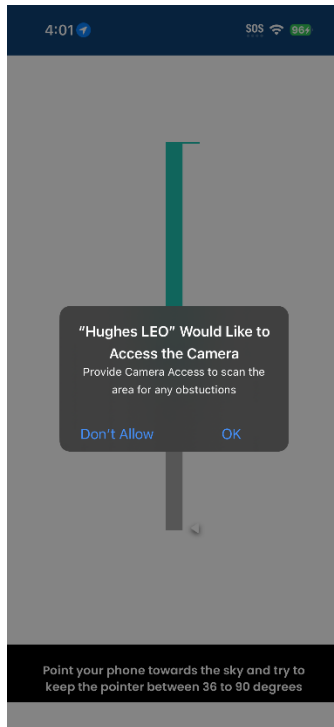 4:01
SOS 96
“Hughes LEO” Would Like to
Access the Camera
Provide Camera Access to scan the
area for any obstuctions
Don't Allow OK
Point your phone towards the sky and try to
keep the pointer between 36 to 90 degrees